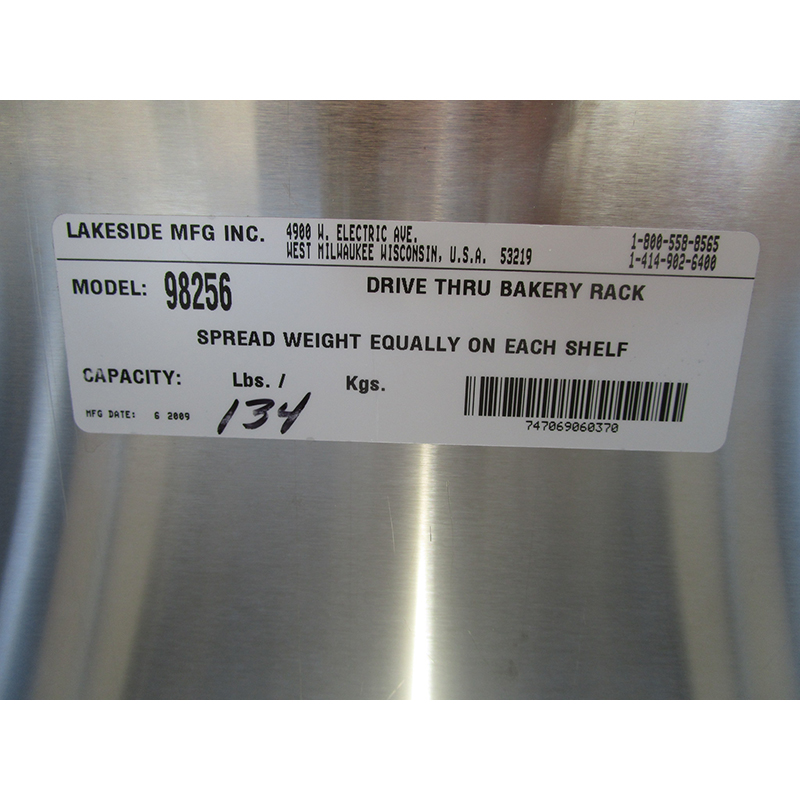 LAKESIDE MFG INC. 4900 W. ELECTRIC AVE. 1-800-558-8565
WEST MILWAUKEE WISCONSIN, U.S.A. 53219 1-414-902-6400
MODEL: 98256 DRIVE THRU BAKERY RACK
SPREAD WEIGHT EQUALLY ON EACH SHELF
CAPACITY: Lbs. / Kgs.
MFG DATE: 6 2009 134
747069060370